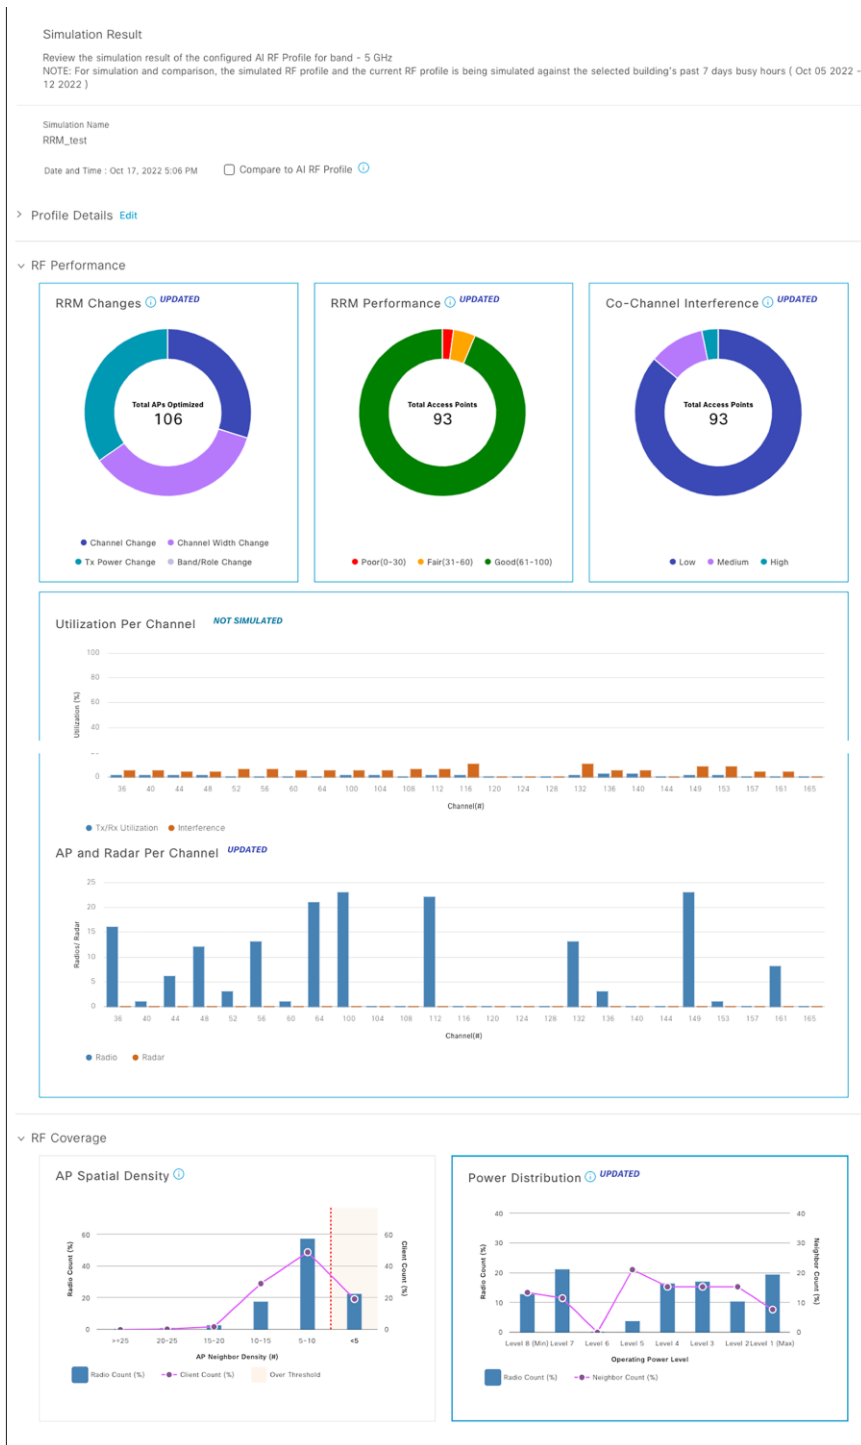 Simulation Result
Review the simulation result of the configured AI RF Profile for band - 5 GHz
NOTE: For simulation and comparison, the simulated RF profile and the current RF profile is being simulated against the selected building's past 7 days busy hours ( Oct 05 2022 -
12 2022 )
Simulation Name
RRM_test
Date and Time : Oct 17, 2022 5:06 PM Compare to AI RF Profile
Profile Details Edit
RF Performance
RRM Changes UPDATED
Total APs Optimized
106
Channel Change Channel Width Change
Tx Power Change Band/Role Change
RRM Performance UPDATED
Total Access Points
93
Poor(0-30) Fair(31-60) Good(61-100)
Co-Channel Interference UPDATED
Total Access Points
93
Low Medium High
Utilization Per Channel NOT SIMULATED
100
80
60
40
0
Utilization (%)
36 40 44 48 52 56 60 64 100 104 108 112 116 120 124 128 132 136 140 144 149 153 157 161 165
Channel(#)
Tx/Rx Utilization Interference
AP and Radar Per Channel UPDATED
25
20
15
10
5
0
Radios/ Radar
36 40 44 48 52 56 60 64 100 104 108 112 116 120 124 128 132 136 140 144 149 153 157 161 165
Channel(#)
Radio Radar
RF Coverage
AP Spatial Density
60 60
40 40
20 20
0 0
Radio Count (%)
Client Count (%)
>=25 20-25 15-20 10-15 5-10 <5
AP Neighbor Density (#)
Radio Count (%) Client Count (%) Over Threshold
Power Distribution UPDATED
40 40
30 30
20 20
10 10
0 0
Radio Count (%)
Neighbor Count (%)
Level 8 (Min) Level 7 Level 6 Level 5 Level 4 Level 3 Level 2 Level 1 (Max)
Operating Power Level
Radio Count (%) Neighbor Count (%)